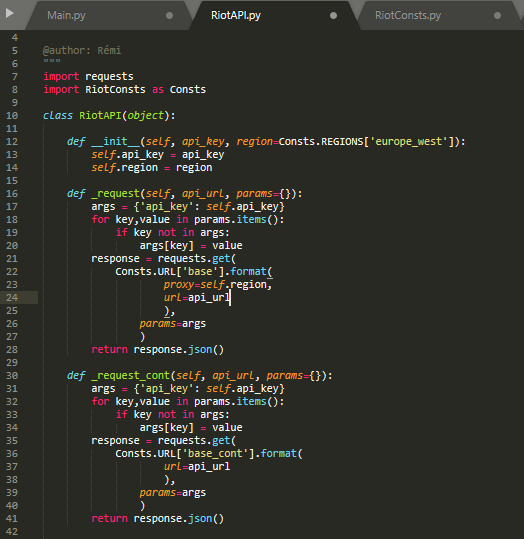 Main.py RiotAPI.py RiotConsts.py
4
5 @author: Rémi
6 """
7 import requests
8 import RiotConsts as Consts
9
10 class RiotAPI(object):
11
12     def __init__(self, api_key, region=Consts.REGIONS['europe_west']):
13         self.api_key = api_key
14         self.region = region
15
16     def _request(self, api_url, params={}):
17         args = {'api_key': self.api_key}
18         for key,value in params.items():
19             if key not in args:
20                 args[key] = value
21         response = requests.get(
22             Consts.URL['base'].format(
23                     proxy=self.region,
24                     url=api_url
25                     ),
26                 params=args
27                 )
28         return response.json()
29
30     def _request_cont(self, api_url, params={}):
31         args = {'api_key': self.api_key}
32         for key,value in params.items():
33             if key not in args:
34                 args[key] = value
35         response = requests.get(
36             Consts.URL['base_cont'].format(
37                     url=api_url
38                     ),
39                 params=args
40                 )
41         return response.json()
42